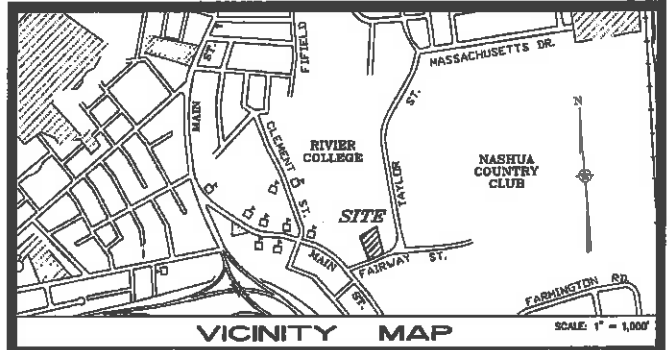 ST.
MAIN
FIFIELD
MASSACHUSETTS DR.
ST.
TAYLOR
CLEMENT ST.
RIVIER
COLLEGE
NASHUA
COUNTRY
CLUB
N
SITE
MAIN
ST.
FAIRWAY ST.
FARMINGTON RD.
VICINITY MAP
SCALE: 1" = 1,000'